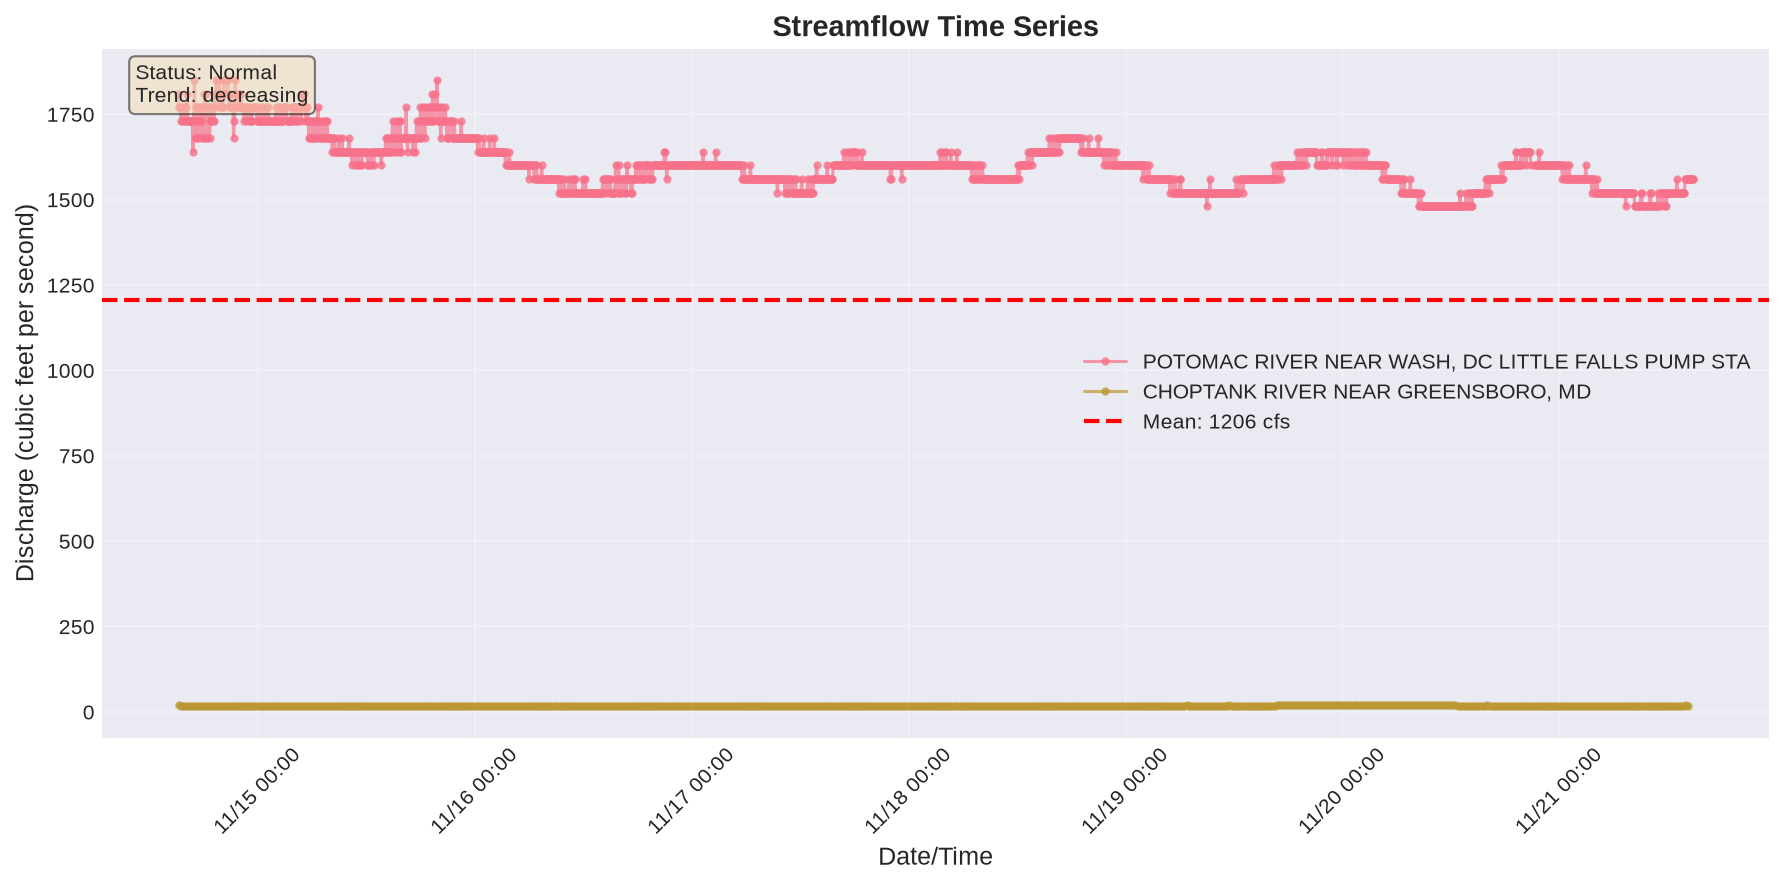 Streamflow Time Series
Status: Normal
Trend: decreasing
Discharge (cubic feet per second)
1750
1500
1250
1000
750
500
250
0
POTOMAC RIVER NEAR WASH, DC LITTLE FALLS PUMP STA
CHOPTANK RIVER NEAR GREENSBORO, MD
Mean: 1206 cfs
11/15 00:00
11/16 00:00
11/17 00:00
11/18 00:00
11/19 00:00
11/20 00:00
11/21 00:00
Date/Time